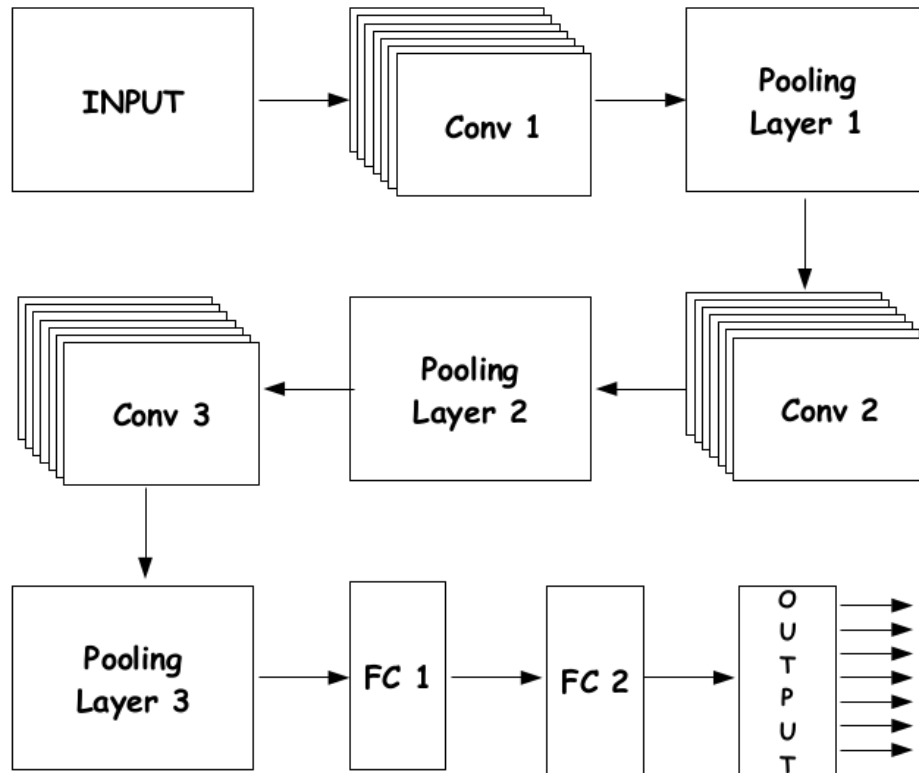 INPUT
Conv 1
Pooling
Layer 1
Conv 2
Pooling
Layer 2
Conv 3
Pooling
Layer 3
FC 1
FC 2
O
U
T
P
U
T